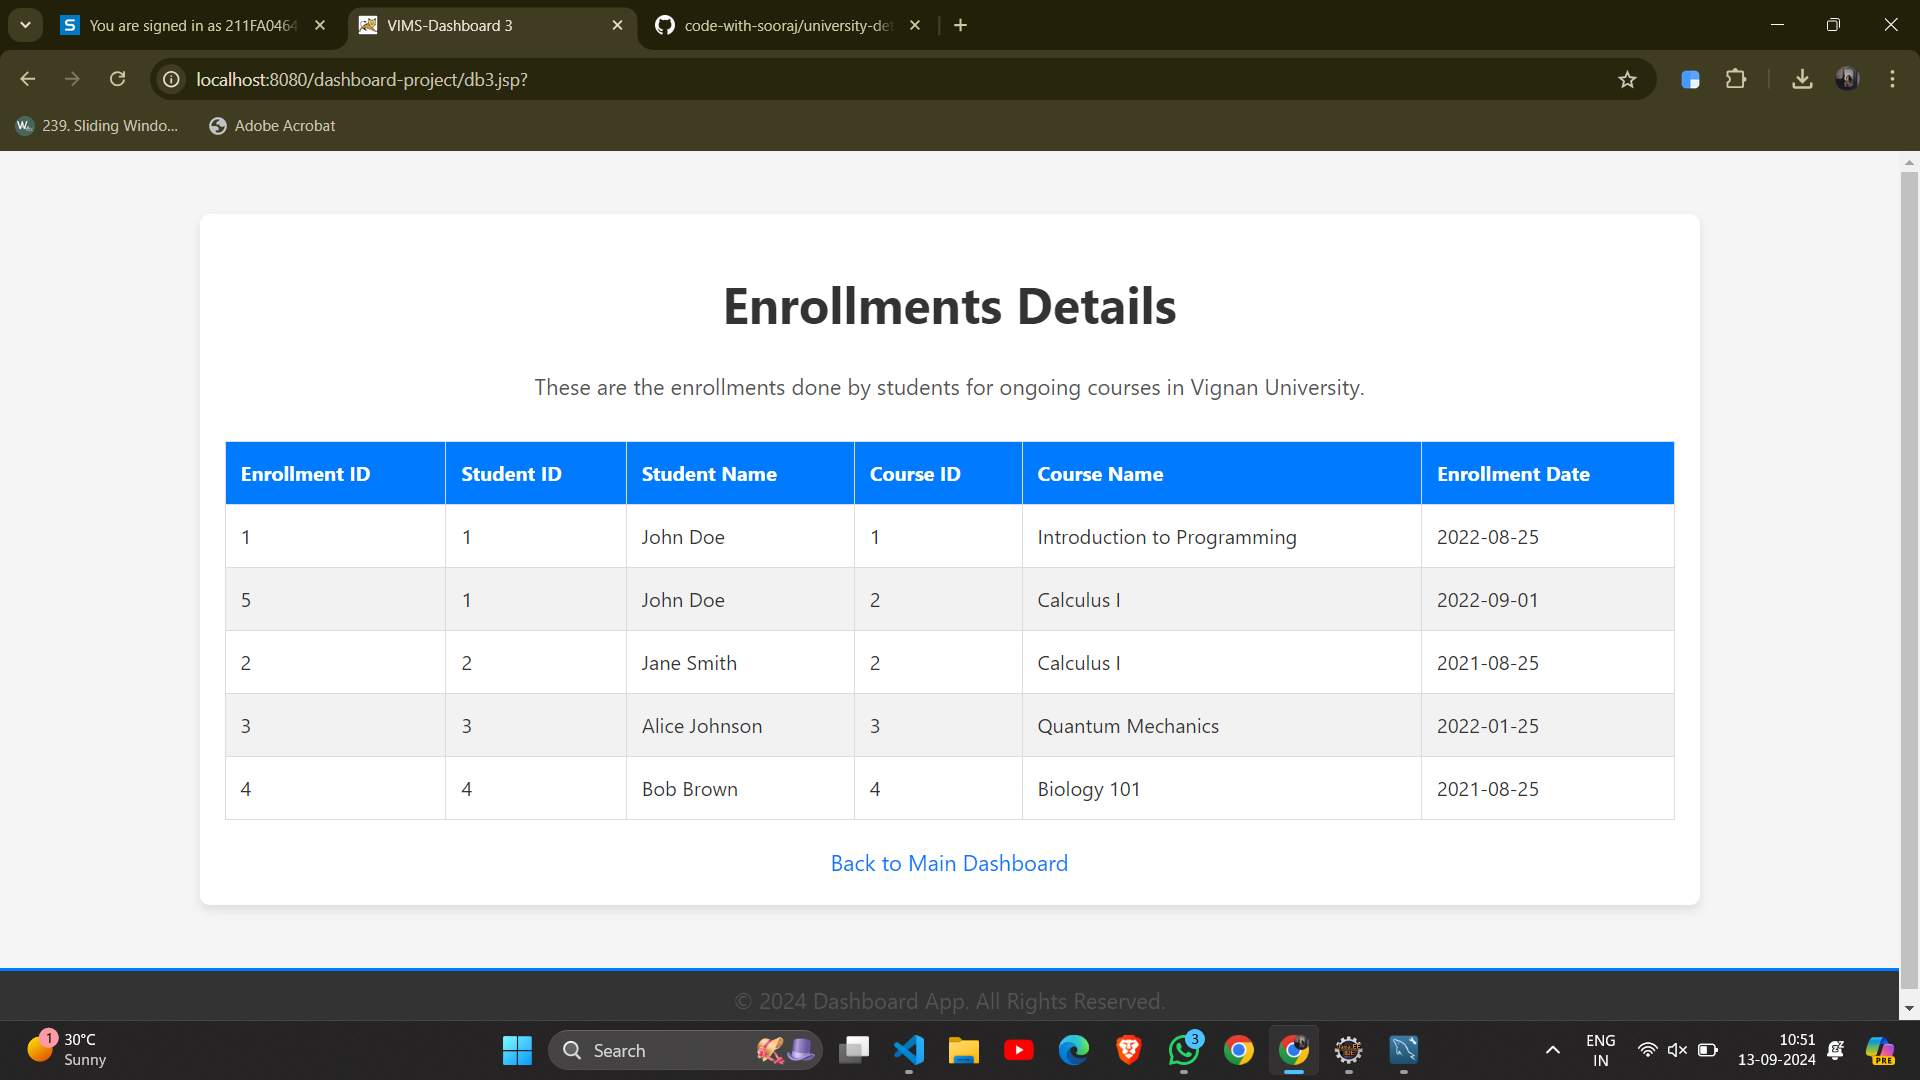 You are signed in as 211FA0464
VIMS-Dashboard 3
code-with-sooraj/university-det
localhost:8080/dashboard-project/db3.jsp?
239. Sliding Windo...
Adobe Acrobat
Enrollments Details
These are the enrollments done by students for ongoing courses in Vignan University.
Enrollment ID Student ID Student Name Course ID Course Name Enrollment Date
1 1 John Doe 1 Introduction to Programming 2022-08-25
5 1 John Doe 2 Calculus I 2022-09-01
2 2 Jane Smith 2 Calculus I 2021-08-25
3 3 Alice Johnson 3 Quantum Mechanics 2022-01-25
4 4 Bob Brown 4 Biology 101 2021-08-25
Back to Main Dashboard
© 2024 Dashboard App. All Rights Reserved.
1
30°C
Sunny
Search
3
ENG
IN
10:51
13-09-2024
PRE